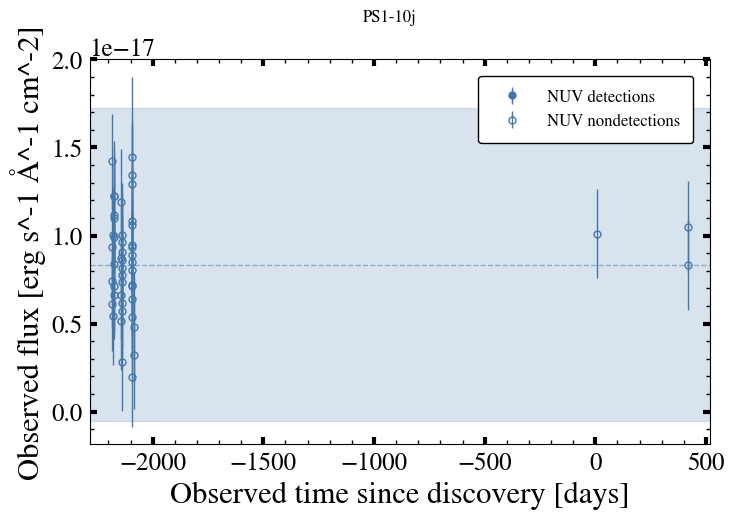 PS1-10j
1e−17
2.0
1.5
1.0
0.5
0.0
Observed flux [erg s^-1 Å^-1 cm^-2]
NUV detections
NUV nondetections
−2000 −1500 −1000 −500 0 500
Observed time since discovery [days]